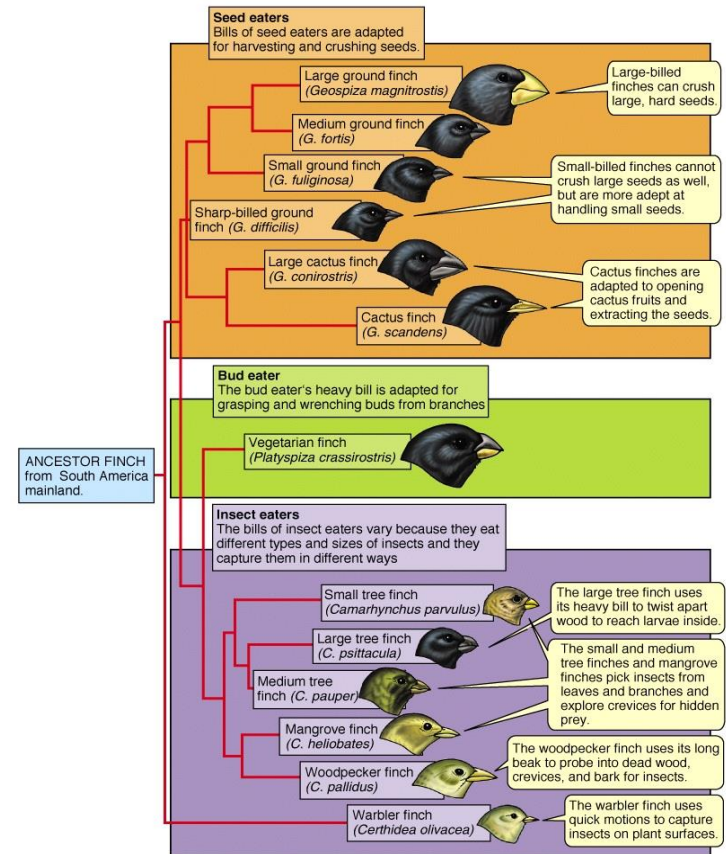 Seed eaters
Bills of seed eaters are adapted
for harvesting and crushing seeds.
Large ground finch
(Geospiza magnitrostis)
Large-billed
finches can crush
large, hard seeds.
Medium ground finch
(G. fortis)
Small ground finch
(G. fuliginosa)
Small-billed finches cannot
crush large seeds as well,
but are more adept at
handling small seeds.
Sharp-billed ground
finch (G. difficilis)
Large cactus finch
(G. conirostris)
Cactus finches are
adapted to opening
cactus fruits and
extracting the seeds.
Cactus finch
(G. scandens)
Bud eater
The bud eater's heavy bill is adapted for
grasping and wrenching buds from branches
Vegetarian finch
(Platyspiza crassirostris)
ANCESTOR FINCH
from South America
mainland.
Insect eaters
The bills of insect eaters vary because they eat
different types and sizes of insects and they
capture them in different ways
Small tree finch
(Camarhynchus parvulus)
The large tree finch uses
its heavy bill to twist apart
wood to reach larvae inside.
Large tree finch
(C. psittacula)
The small and medium
tree finches and mangrove
finches pick insects from
leaves and branches and
explore crevices for hidden
prey.
Medium tree
finch (C. pauper)
Mangrove finch
(C. heliobates)
The woodpecker finch uses its long
beak to probe into dead wood,
crevices, and bark for insects.
Woodpecker finch
(C. pallidus)
The warbler finch uses
quick motions to capture
insects on plant surfaces.
Warbler finch
(Certhidea olivacea)